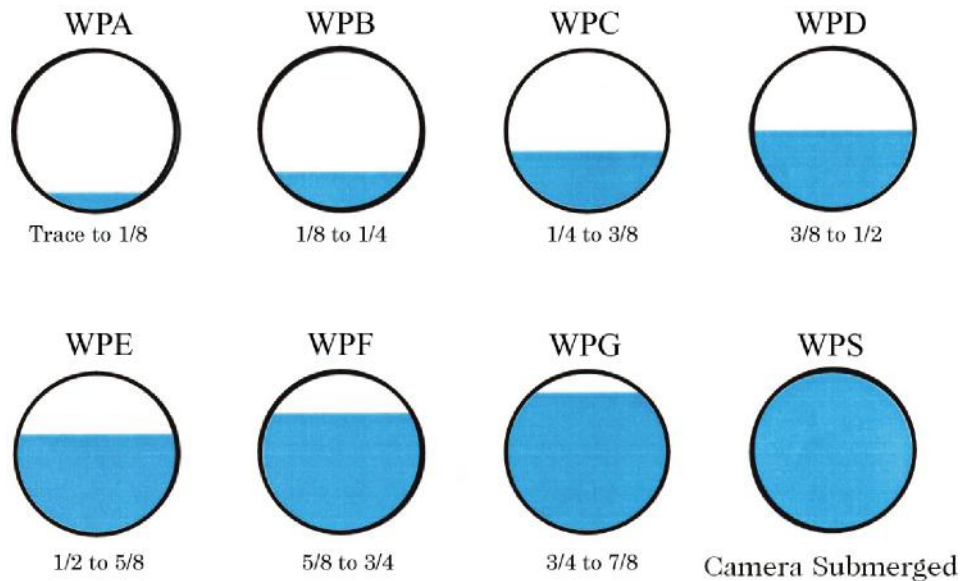 WPA WPB WPC WPD
Trace to 1/8 1/8 to 1/4 1/4 to 3/8 3/8 to 1/2
WPE WPF WPG WPS
1/2 to 5/8 5/8 to 3/4 3/4 to 7/8 Camera Submerged